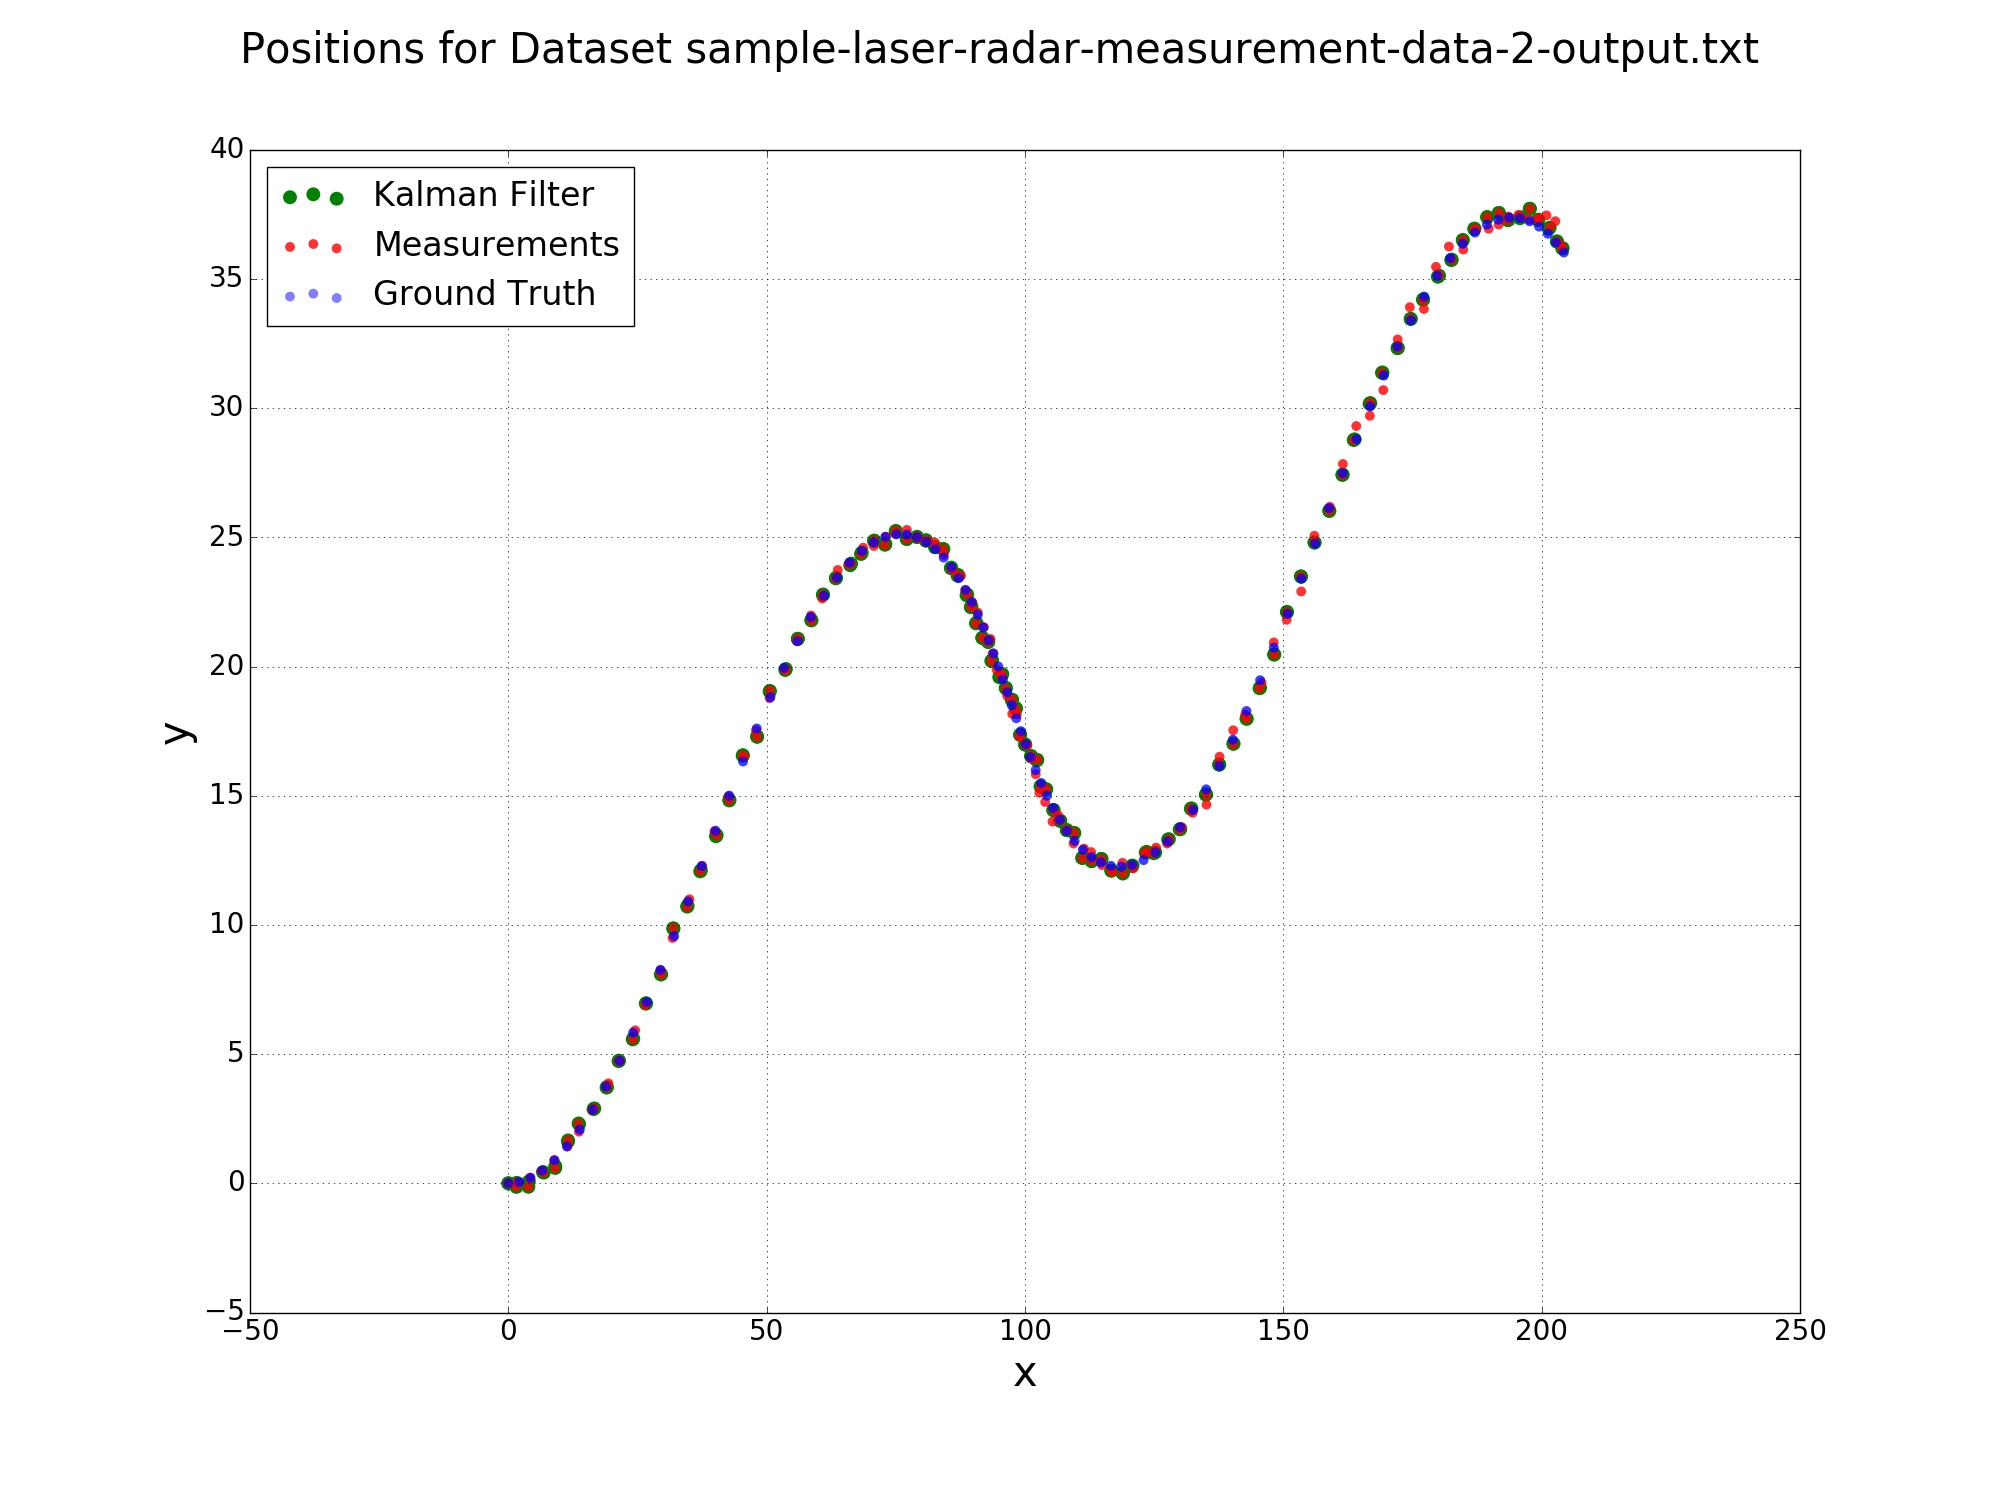 Positions for Dataset sample-laser-radar-measurement-data-2-output.txt
40
Kalman Filter
Measurements
Ground Truth
35
30
25
20
y
15
10
5
0
−5
−50 0 50 100 150 200 250
x